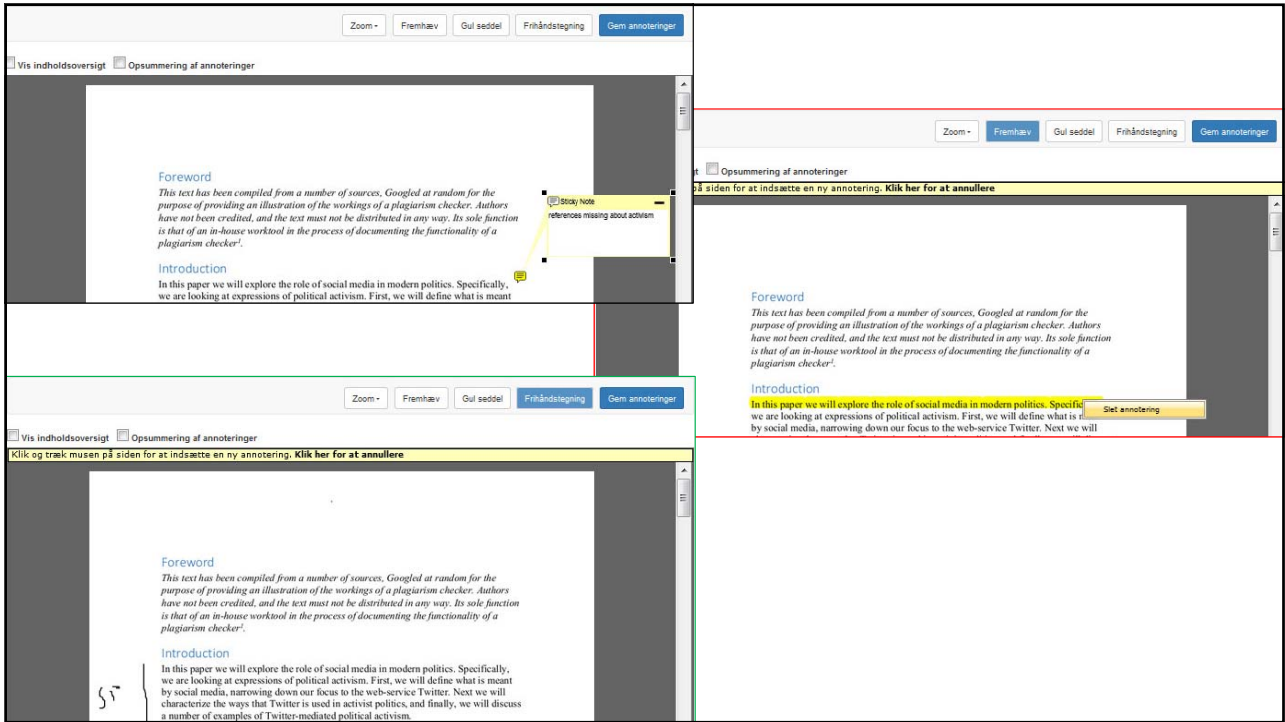 Zoom
Fremhæv
Gul seddel
Frihåndstegning
Gem annoteringer
Vis indholdsoversigt
Opsummering af annoteringer
Foreword
This text has been compiled from a number of sources, Googled at random for the
purpose of providing an illustration of the workings of a plagiarism checker. Authors
have not been credited, and the text must not be distributed in any way. Its sole function
is that of an in-house worktool in the process of documenting the functionality of a
plagiarism checker¹.
Sticky Note
references missing about activism
Introduction
In this paper we will explore the role of social media in modern politics. Specifically,
we are looking at expressions of political activism. First, we will define what is meant
Zoom
Fremhæv
Gul seddel
Frihåndstegning
Gem annoteringer
Opsummering af annoteringer
på siden for at indsætte en ny annotering. Klik her for at annullere
Foreword
This text has been compiled from a number of sources, Googled at random for the
purpose of providing an illustration of the workings of a plagiarism checker. Authors
have not been credited, and the text must not be distributed in any way. Its sole function
is that of an in-house worktool in the process of documenting the functionality of a
plagiarism checker¹.
Introduction
In this paper we will explore the role of social media in modern politics.
Slet annotering
we are looking at expressions of political activism. First, we will define what is
by social media, narrowing down our focus to the web-service Twitter. Next we will
Zoom
Fremhæv
Gul seddel
Frihåndstegning
Gem annoteringer
Vis indholdsoversigt
Opsummering af annoteringer
Klik og træk musen på siden for at indsætte en ny annotering. Klik her for at annullere
Foreword
This text has been compiled from a number of sources, Googled at random for the
purpose of providing an illustration of the workings of a plagiarism checker. Authors
have not been credited, and the text must not be distributed in any way. Its sole function
is that of an in-house worktool in the process of documenting the functionality of a
plagiarism checker¹.
Introduction
In this paper we will explore the role of social media in modern politics. Specifically,
we are looking at expressions of political activism. First, we will define what is meant
by social media, narrowing down our focus to the web-service Twitter. Next we will
characterize the ways that Twitter is used in activist politics, and finally, we will discuss
a number of examples of Twitter-mediated political activism.